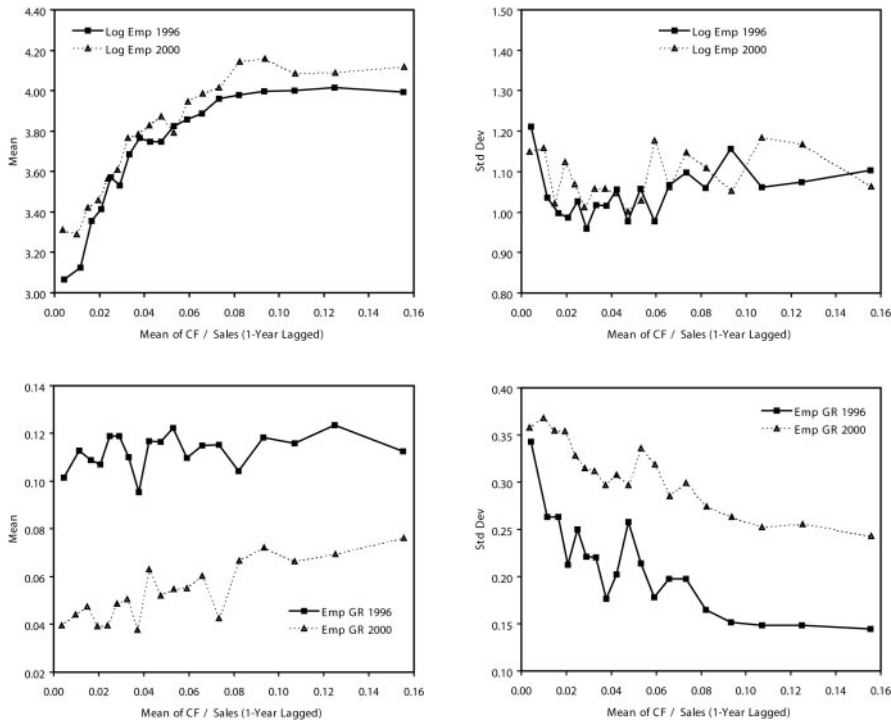 4.40
4.20
4.00
3.80
3.60
3.40
3.20
3.00
Mean
Log Emp 1996
Log Emp 2000
0.00 0.02 0.04 0.06 0.08 0.10 0.12 0.14 0.16
Mean of CF / Sales (1-Year Lagged)
1.50
1.40
1.30
1.20
1.10
1.00
0.90
0.80
Std Dev
Log Emp 1996
Log Emp 2000
0.00 0.02 0.04 0.06 0.08 0.10 0.12 0.14 0.16
Mean of CF / Sales (1-Year Lagged)
0.14
0.12
0.10
0.08
0.06
0.04
0.02
Mean
Emp GR 1996
Emp GR 2000
0.00 0.02 0.04 0.06 0.08 0.10 0.12 0.14 0.16
Mean of CF / Sales (1-Year Lagged)
0.40
0.35
0.30
0.25
0.20
0.15
0.10
Std Dev
Emp GR 1996
Emp GR 2000
0.00 0.02 0.04 0.06 0.08 0.10 0.12 0.14 0.16
Mean of CF / Sales (1-Year Lagged)